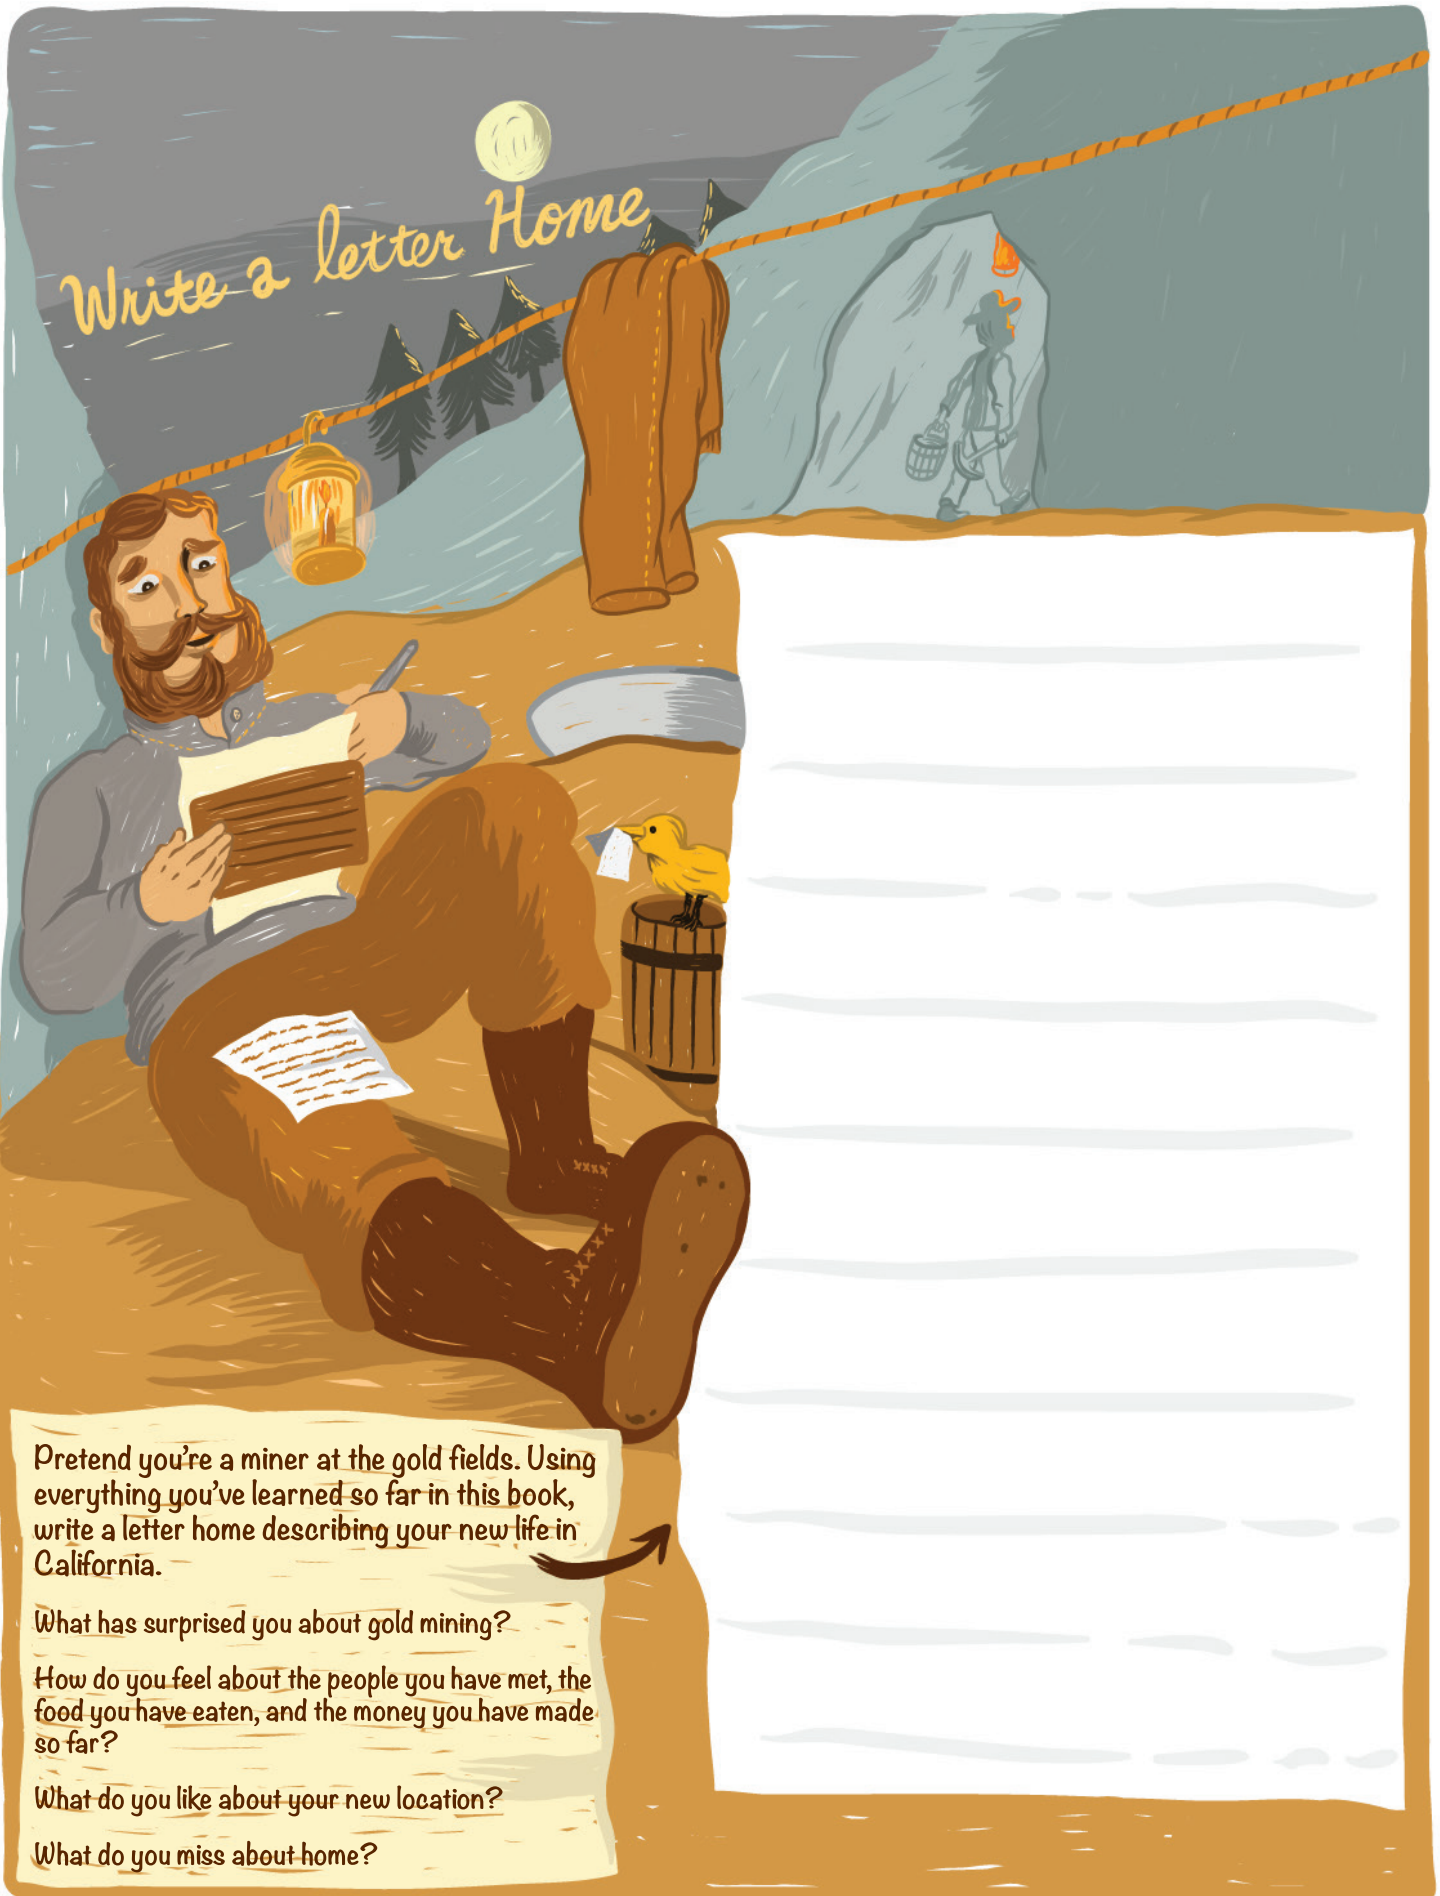 Write a letter Home
Pretend you're a miner at the gold fields. Using
everything you've learned so far in this book,
write a letter home describing your new life in
California.
What has surprised you about gold mining?
How do you feel about the people you have met, the
food you have eaten, and the money you have made
so far?
What do you like about your new location?
What do you miss about home?